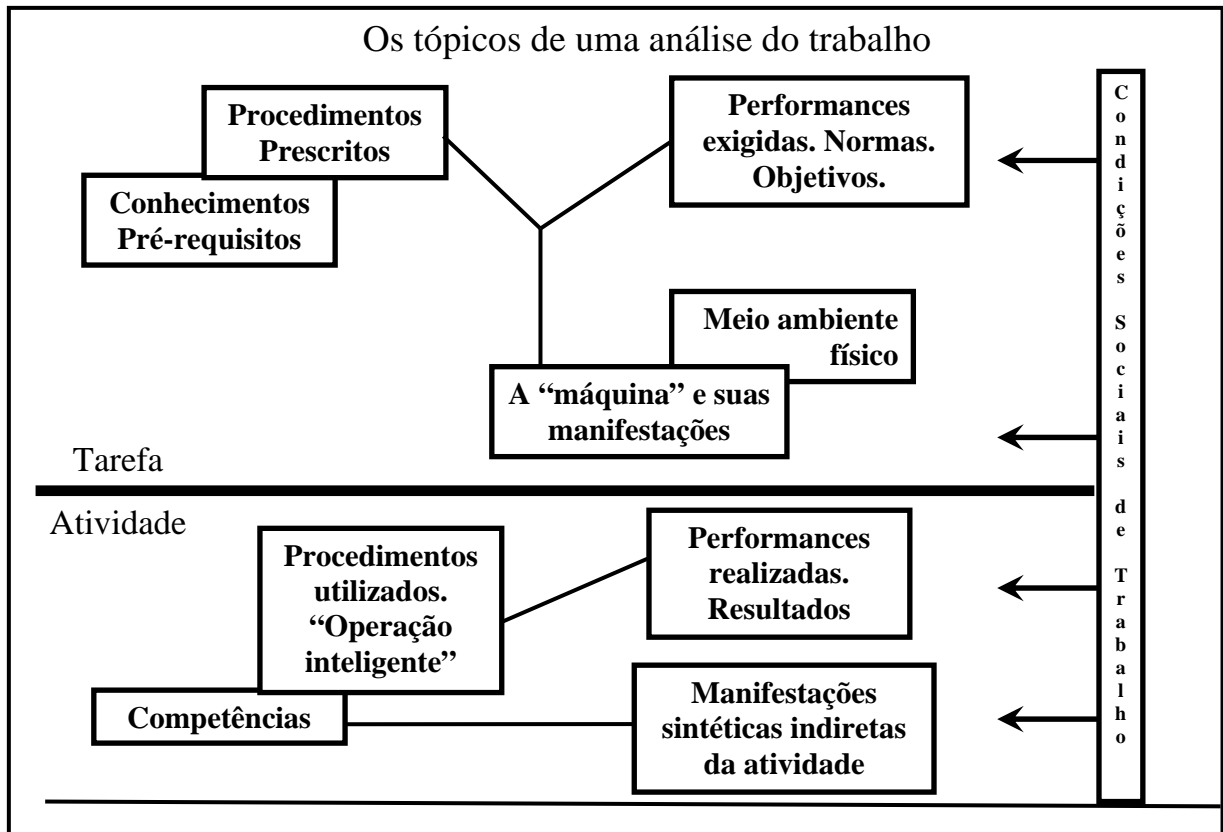 Os tópicos de uma análise do trabalho
Procedimentos
Prescritos
Conhecimentos
Pré-requisitos
Performances
exigidas. Normas.
Objetivos.
Meio ambiente
físico
A “máquina” e suas
manifestações
Tarefa
Atividade
Procedimentos
utilizados.
“Operação
inteligente”
Competências
Performances
realizadas.
Resultados
Manifestações
sintéticas indiretas
da atividade
Condições Sociais de Trabalho